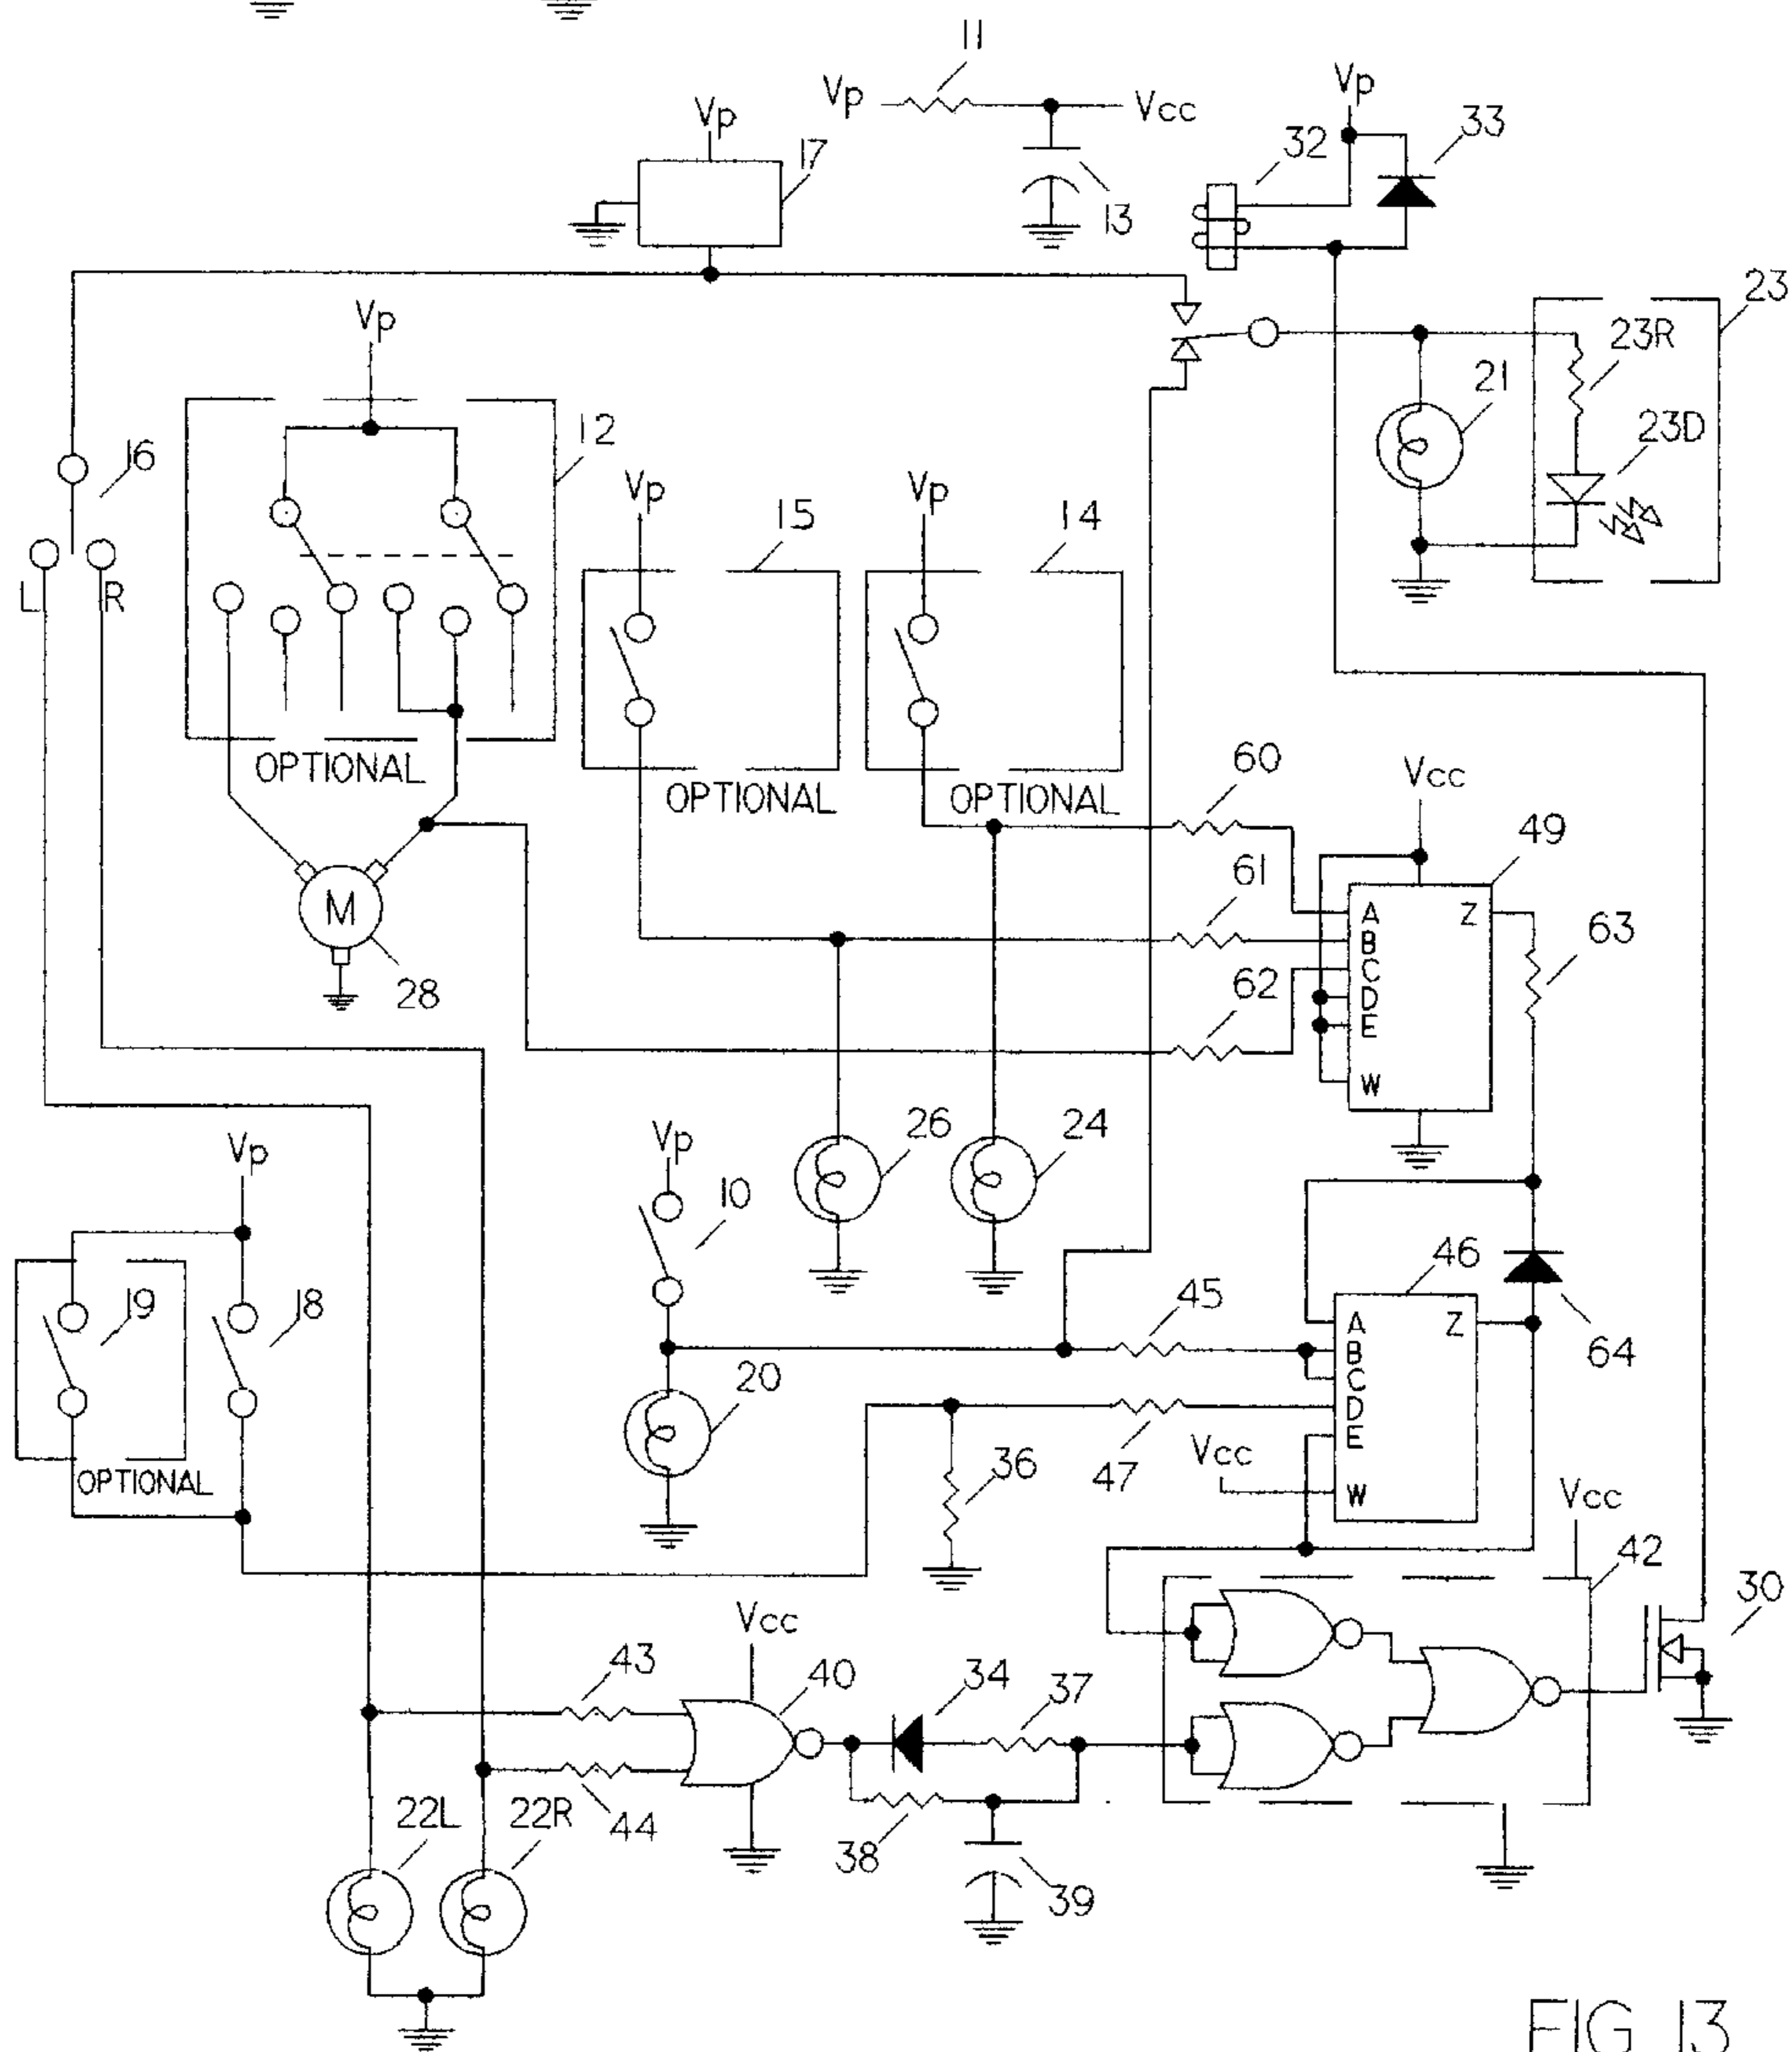 11
Vp
Vcc
13
Vp
17
Vp
32
33
23
23R
21
23D
Vp
12
16
L
R
Vp
15
Vp
14
OPTIONAL
OPTIONAL
OPTIONAL
60
61
62
Vcc
49
A
B
C
D
E
W
Z
63
M
28
26
24
Vp
10
Vp
19
18
OPTIONAL
20
45
46
A
B
C
D
E
W
Z
64
47
Vcc
36
Vcc
42
30
Vcc
43
40
34
37
44
38
39
22L
22R
FIG 13